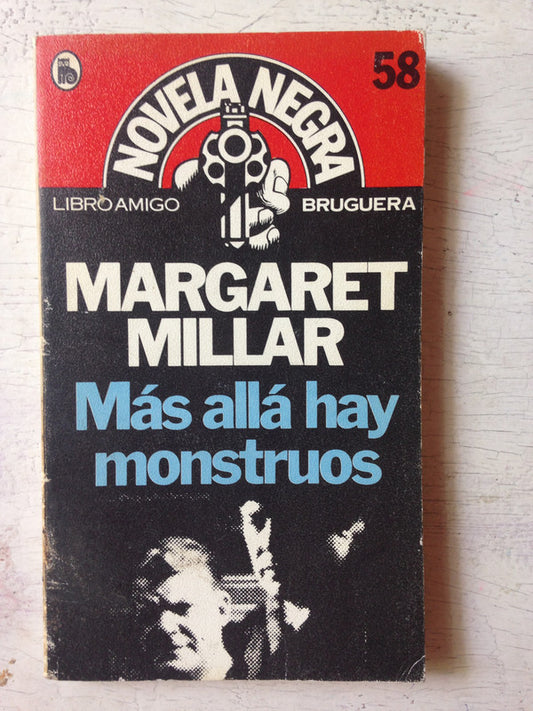 58
NOVELA NEGRA
LIBRO AMIGO BRUGUERA
MARGARET
MILLAR
Más allá hay
monstruos